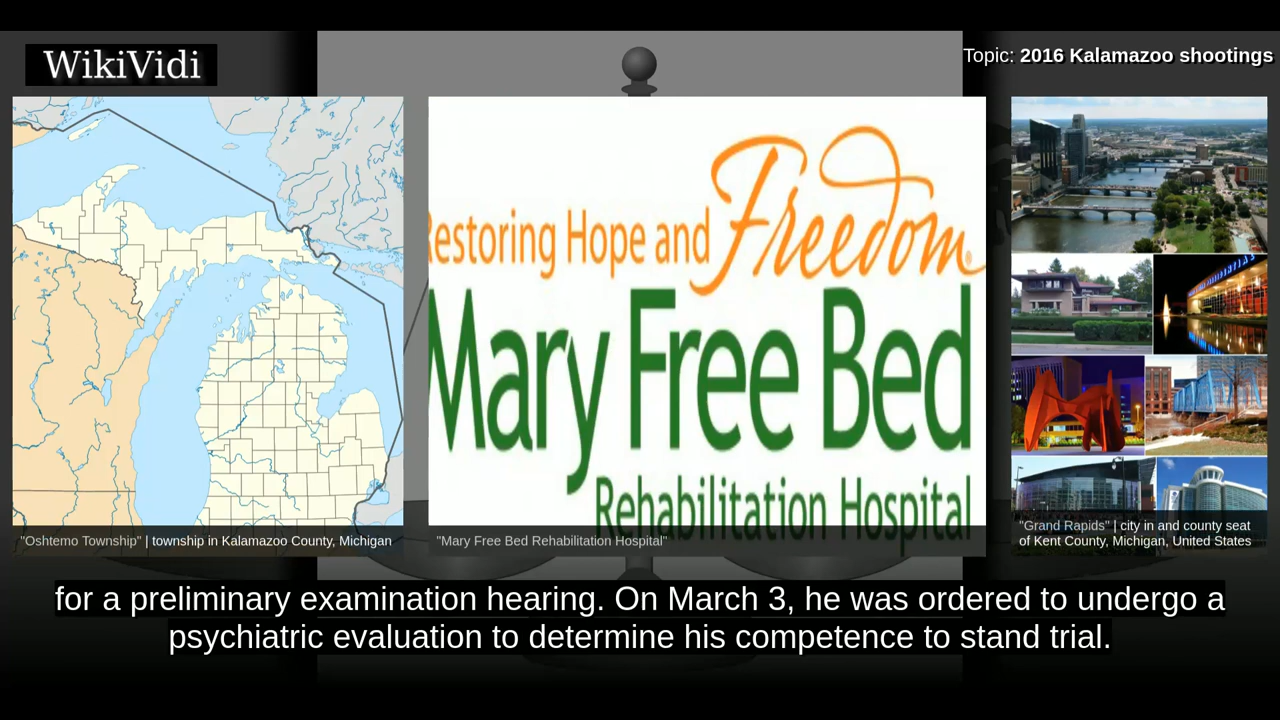 WikiVidi
Topic: 2016 Kalamazoo shootings
Restoring Hope and Freedom®
Mary Free Bed
Rehabilitation Hospital
"Oshtemo Township" | township in Kalamazoo County, Michigan
"Mary Free Bed Rehabilitation Hospital"
"Grand Rapids" | city in and county seat
of Kent County, Michigan, United States
for a preliminary examination hearing. On March 3, he was ordered to undergo a
psychiatric evaluation to determine his competence to stand trial.